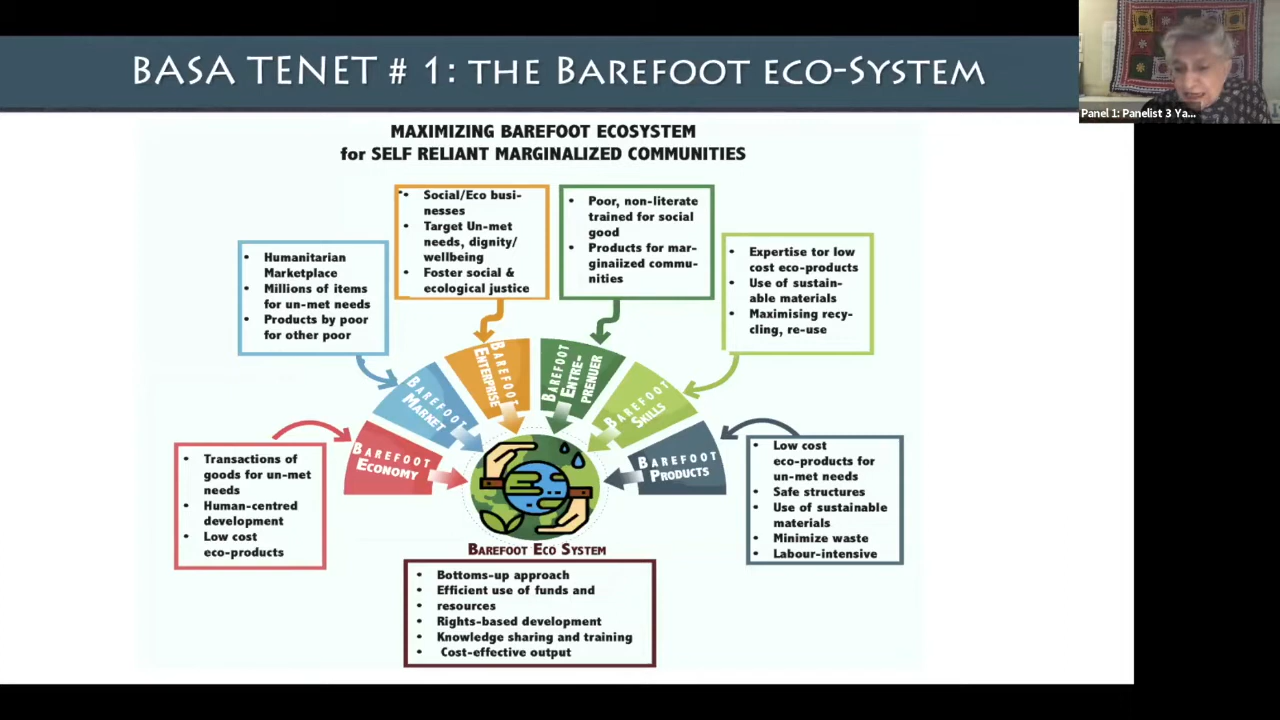 BASA TENET # 1: THE BAREFOOT ECO-SYSTEM
Panel 1: Panelist 3 Ya...
MAXIMIZING BAREFOOT ECOSYSTEM
for SELF RELIANT MARGINALIZED COMMUNITIES
• Humanitarian
Marketplace
• Millions of items
for un-met needs
• Products by poor
for other poor
• Social/Eco busi-
nesses
• Target Un-met
needs, dignity/
wellbeing
• Foster social &
ecological justice
• Poor, non-literate
trained for social
good
• Products for mar-
ginaiized commu-
nities
• Expertise tor low
cost eco-products
• Use of sustain-
able materials
• Maximising recy-
cling, re-use
BAREFOOT
ECONOMY
BAREFOOT
MARKET
BAREFOOT
ENTERPRISE
BAREFOOT
ENTRE-
PRENUER
BAREFOOT
SKILLS
BAREFOOT
PRODUCTS
• Transactions of
goods for un-met
needs
• Human-centred
development
• Low cost
eco-products
• Low cost
eco-products for
un-met needs
• Safe structures
• Use of sustainable
materials
• Minimize waste
• Labour-intensive
BAREFOOT ECO SYSTEM
• Bottoms-up approach
• Efficient use of funds and
• resources
• Rights-based development
• Knowledge sharing and training
• Cost-effective output